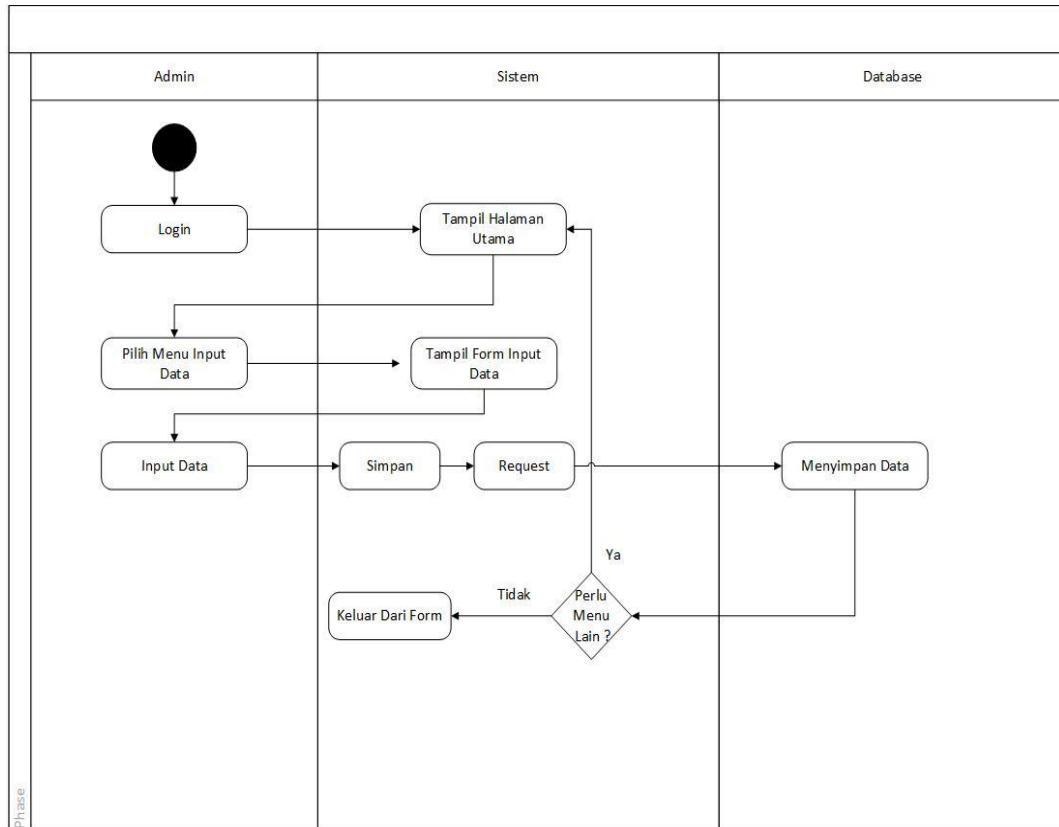 Admin
Sistem
Database
Login
Tampil Halaman
Utama
Pilih Menu Input
Data
Tampil Form Input
Data
Input Data
Simpan
Request
Menyimpan Data
Ya
Tidak
Perlu
Menu
Lain ?
Keluar Dari Form
Phase